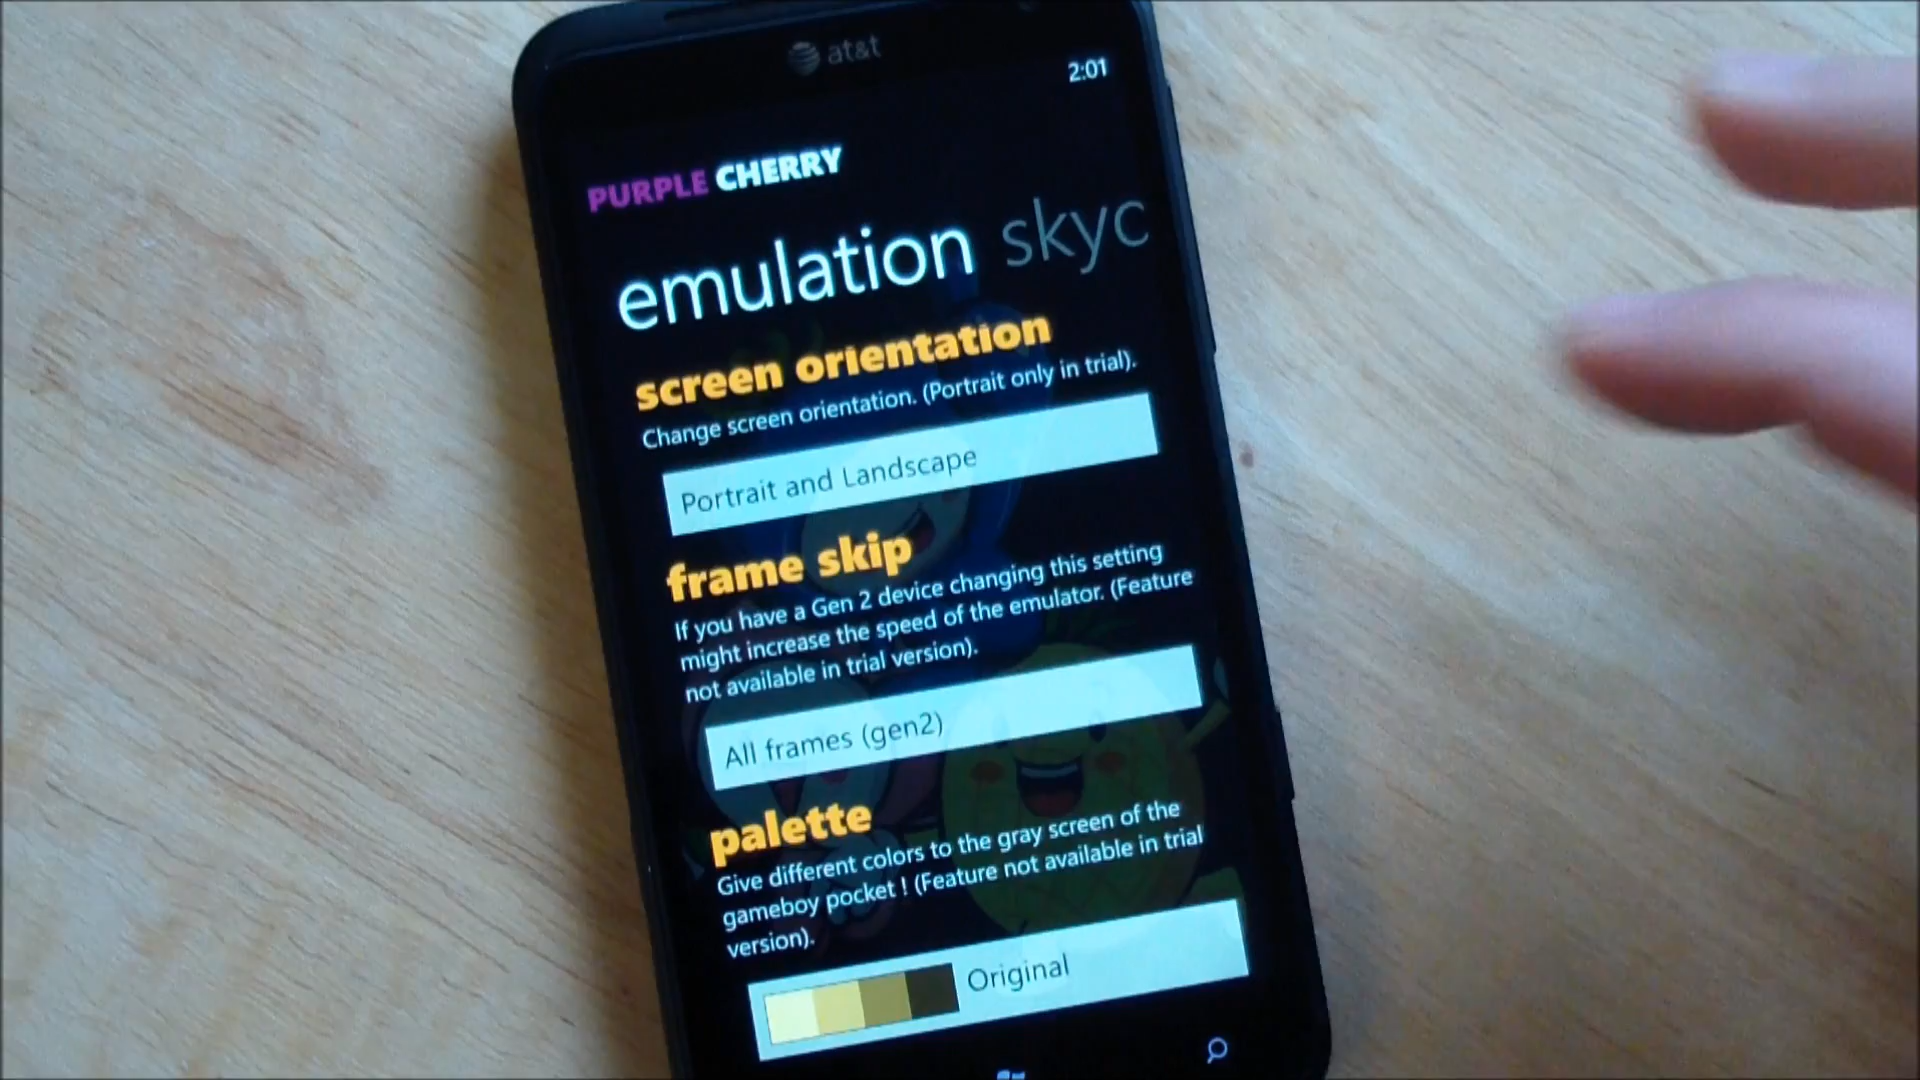 at&t
2:01
PURPLE CHERRY
emulation skyc
screen orientation
Change screen orientation. (Portrait only in trial).
Portrait and Landscape
frame skip
If you have a Gen 2 device changing this setting
might increase the speed of the emulator. (Feature
not available in trial version).
All frames (gen2)
palette
Give different colors to the gray screen of the
gameboy pocket ! (Feature not available in trial
version).
Original